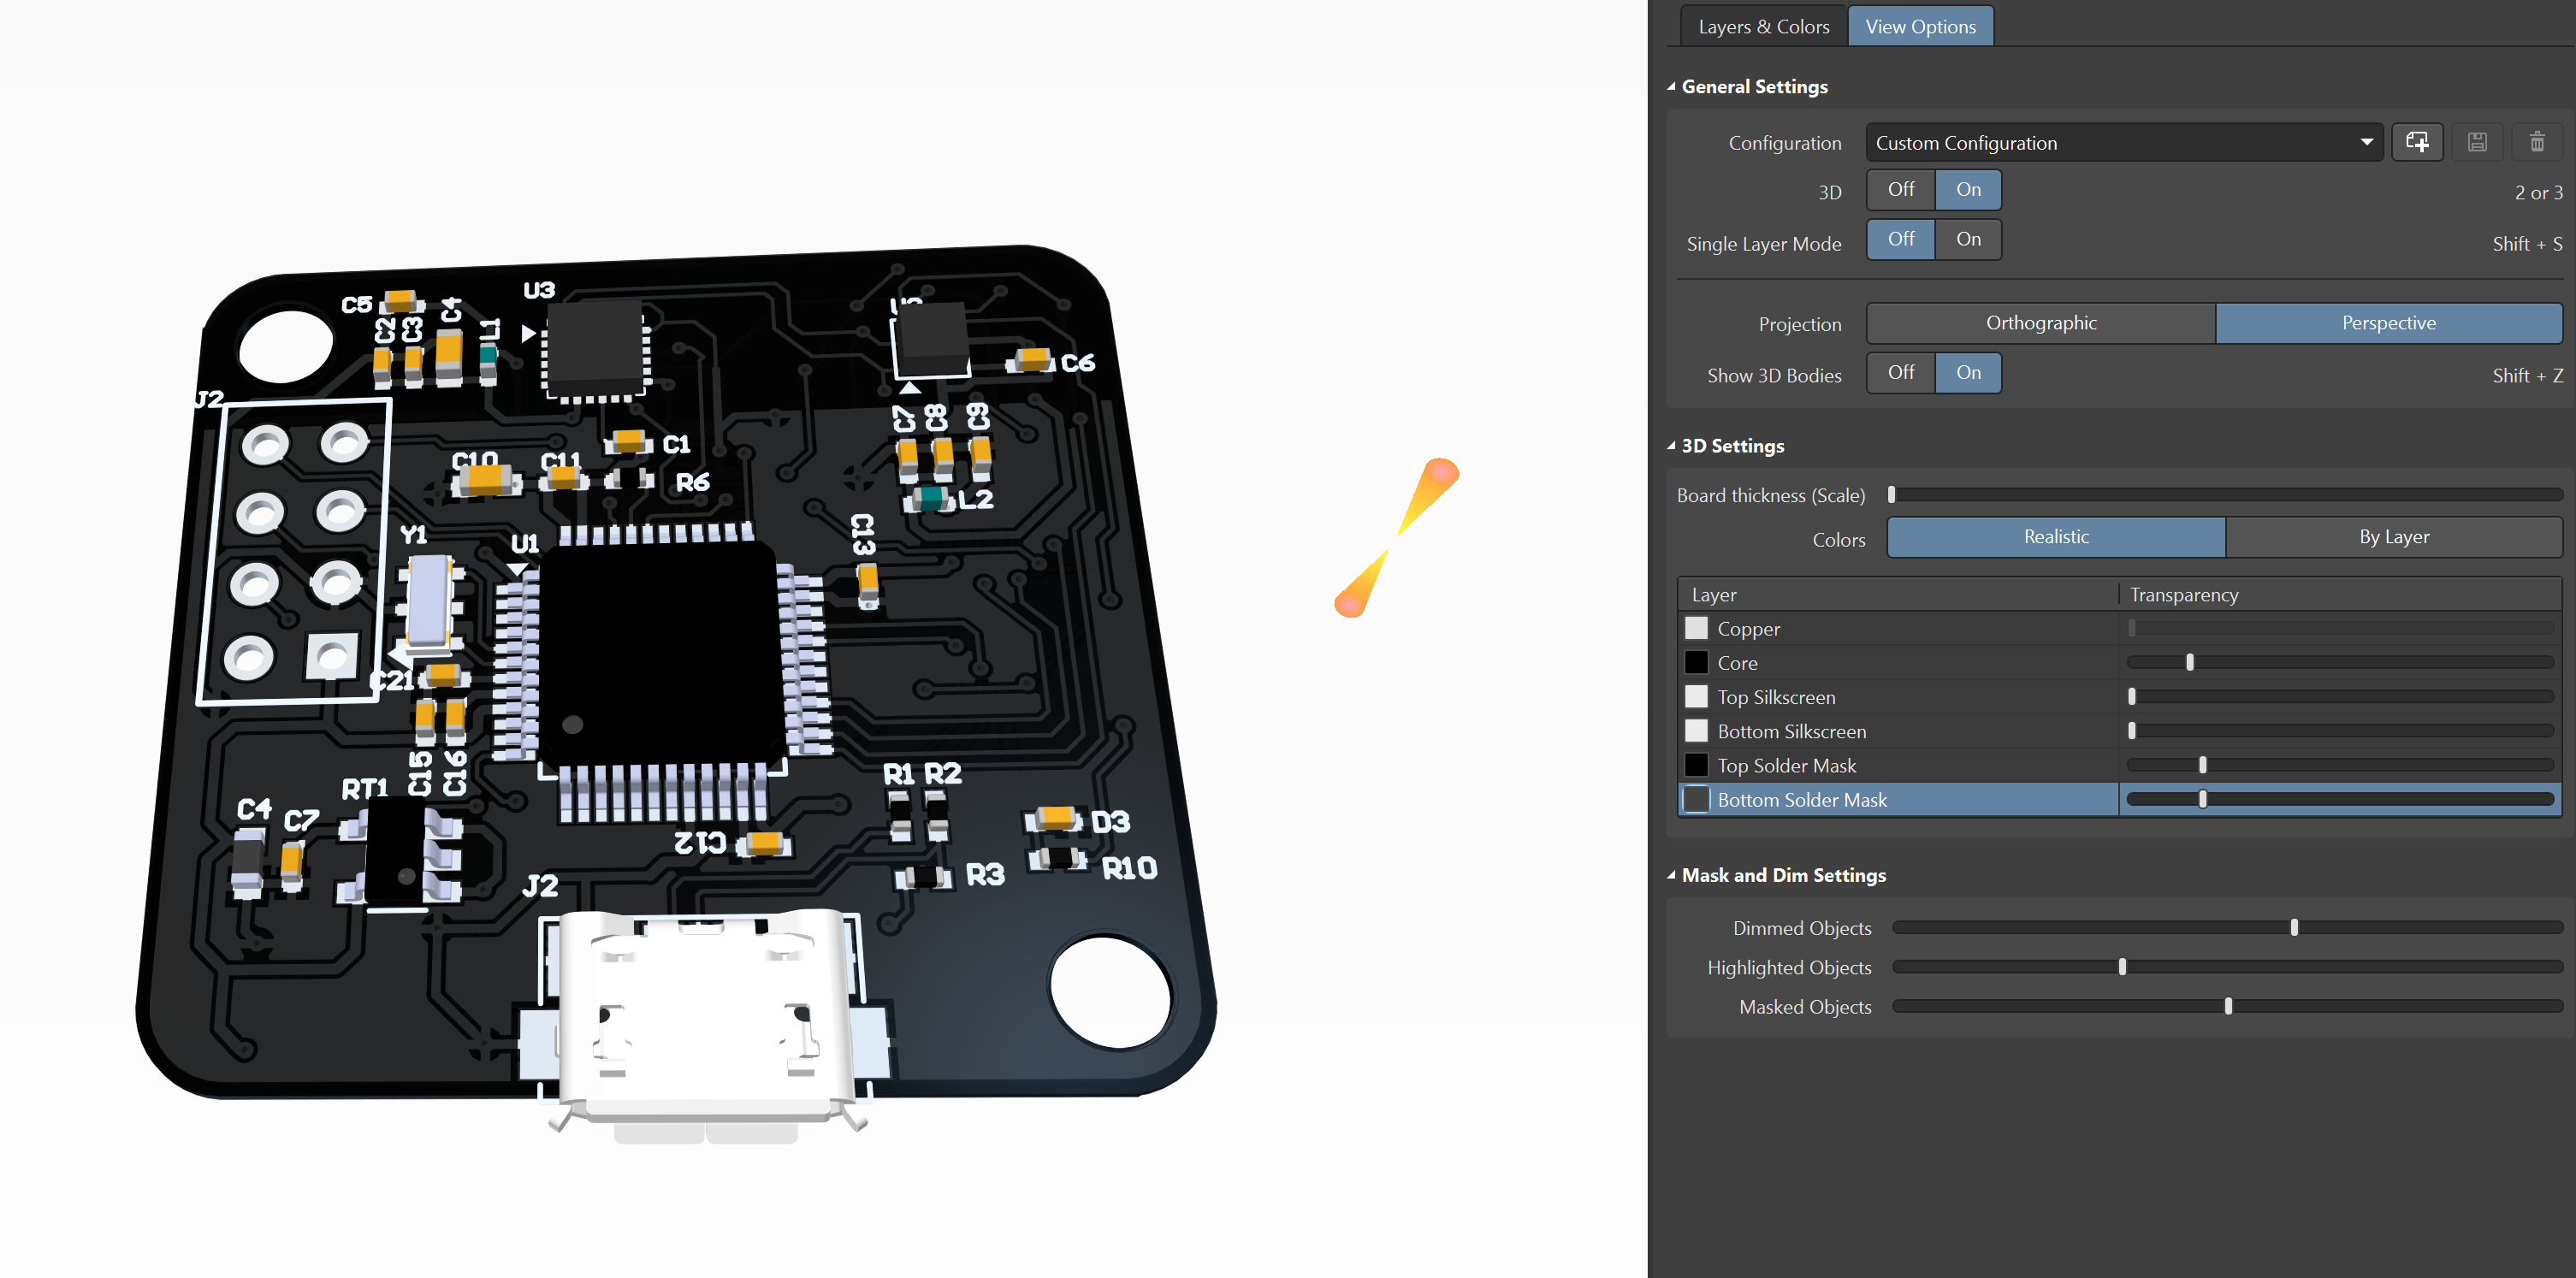 C5
C2
C3
C4
L1
U3
C6
J2
C7
C8
C9
C1
C10
C11
R6
L2
Y1
U1
C13
C21
C15
C16
RT1
R1
R2
C4
C7
C12
D3
R3
R10
J2
Layers & Colors
View Options
General Settings
Configuration Custom Configuration
3D Off On 2 or 3
Single Layer Mode Off On Shift + S
Projection Orthographic Perspective
Show 3D Bodies Off On Shift + Z
3D Settings
Board thickness (Scale)
Colors Realistic By Layer
Layer Transparency
Copper
Core
Top Silkscreen
Bottom Silkscreen
Top Solder Mask
Bottom Solder Mask
Mask and Dim Settings
Dimmed Objects
Highlighted Objects
Masked Objects